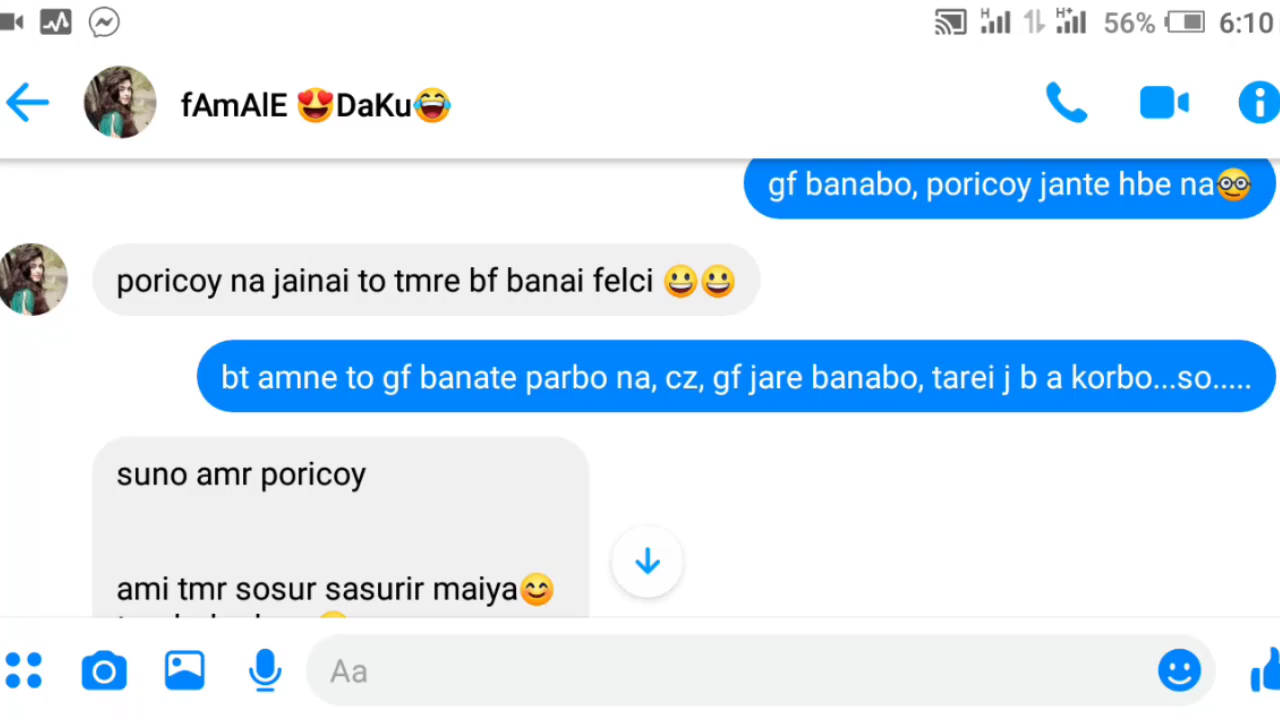 56% 6:10
fAmAlE 😍DaKu😂
gf banabo, poricoy jante hbe na🤓
poricoy na jainai to tmre bf banai felci 😀😀
bt amne to gf banate parbo na, cz, gf jare banabo, tarei j b a korbo...so.....
suno amr poricoy
ami tmr sosur sasurir maiya😊
Aa